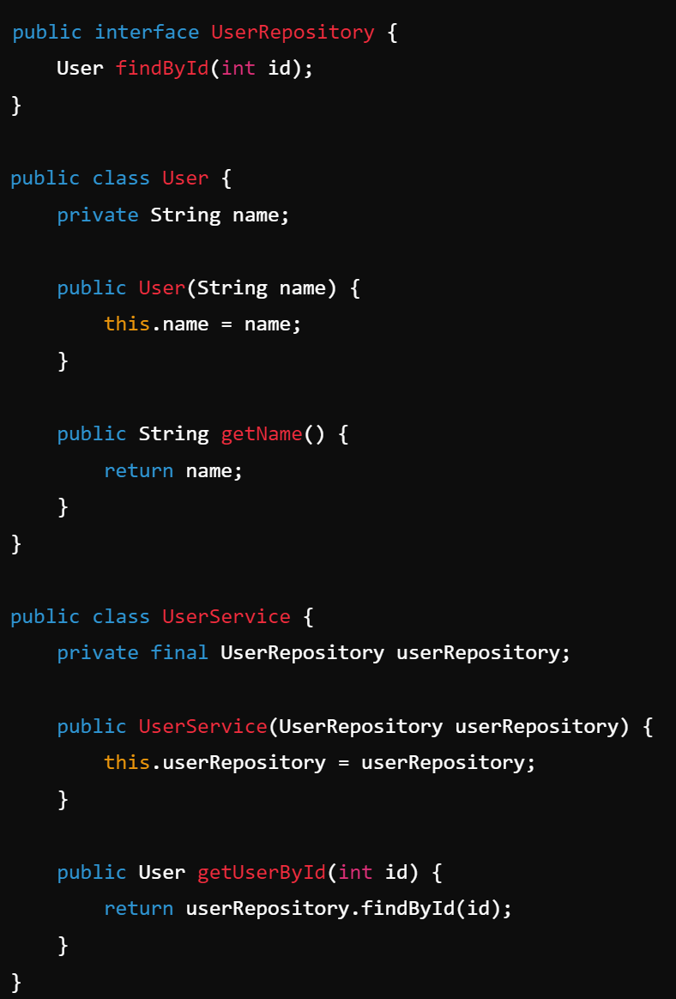 public interface UserRepository {
    User findById(int id);
}

public class User {
    private String name;

    public User(String name) {
        this.name = name;
    }

    public String getName() {
        return name;
    }
}

public class UserService {
    private final UserRepository userRepository;

    public UserService(UserRepository userRepository) {
        this.userRepository = userRepository;
    }

    public User getUserById(int id) {
        return userRepository.findById(id);
    }
}